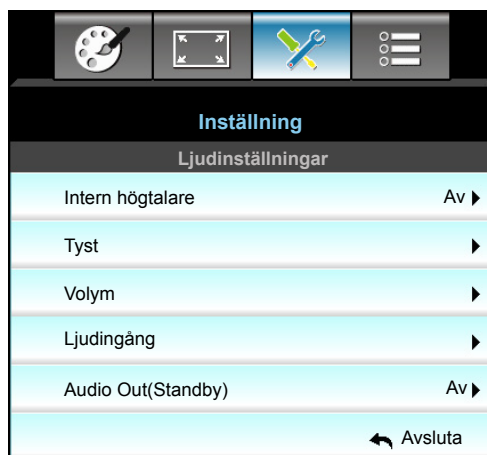 Inställning
Ljudinställningar
Intern högtalare Av
Tyst
Volym
Ljudingång
Audio Out(Standby) Av
Avsluta